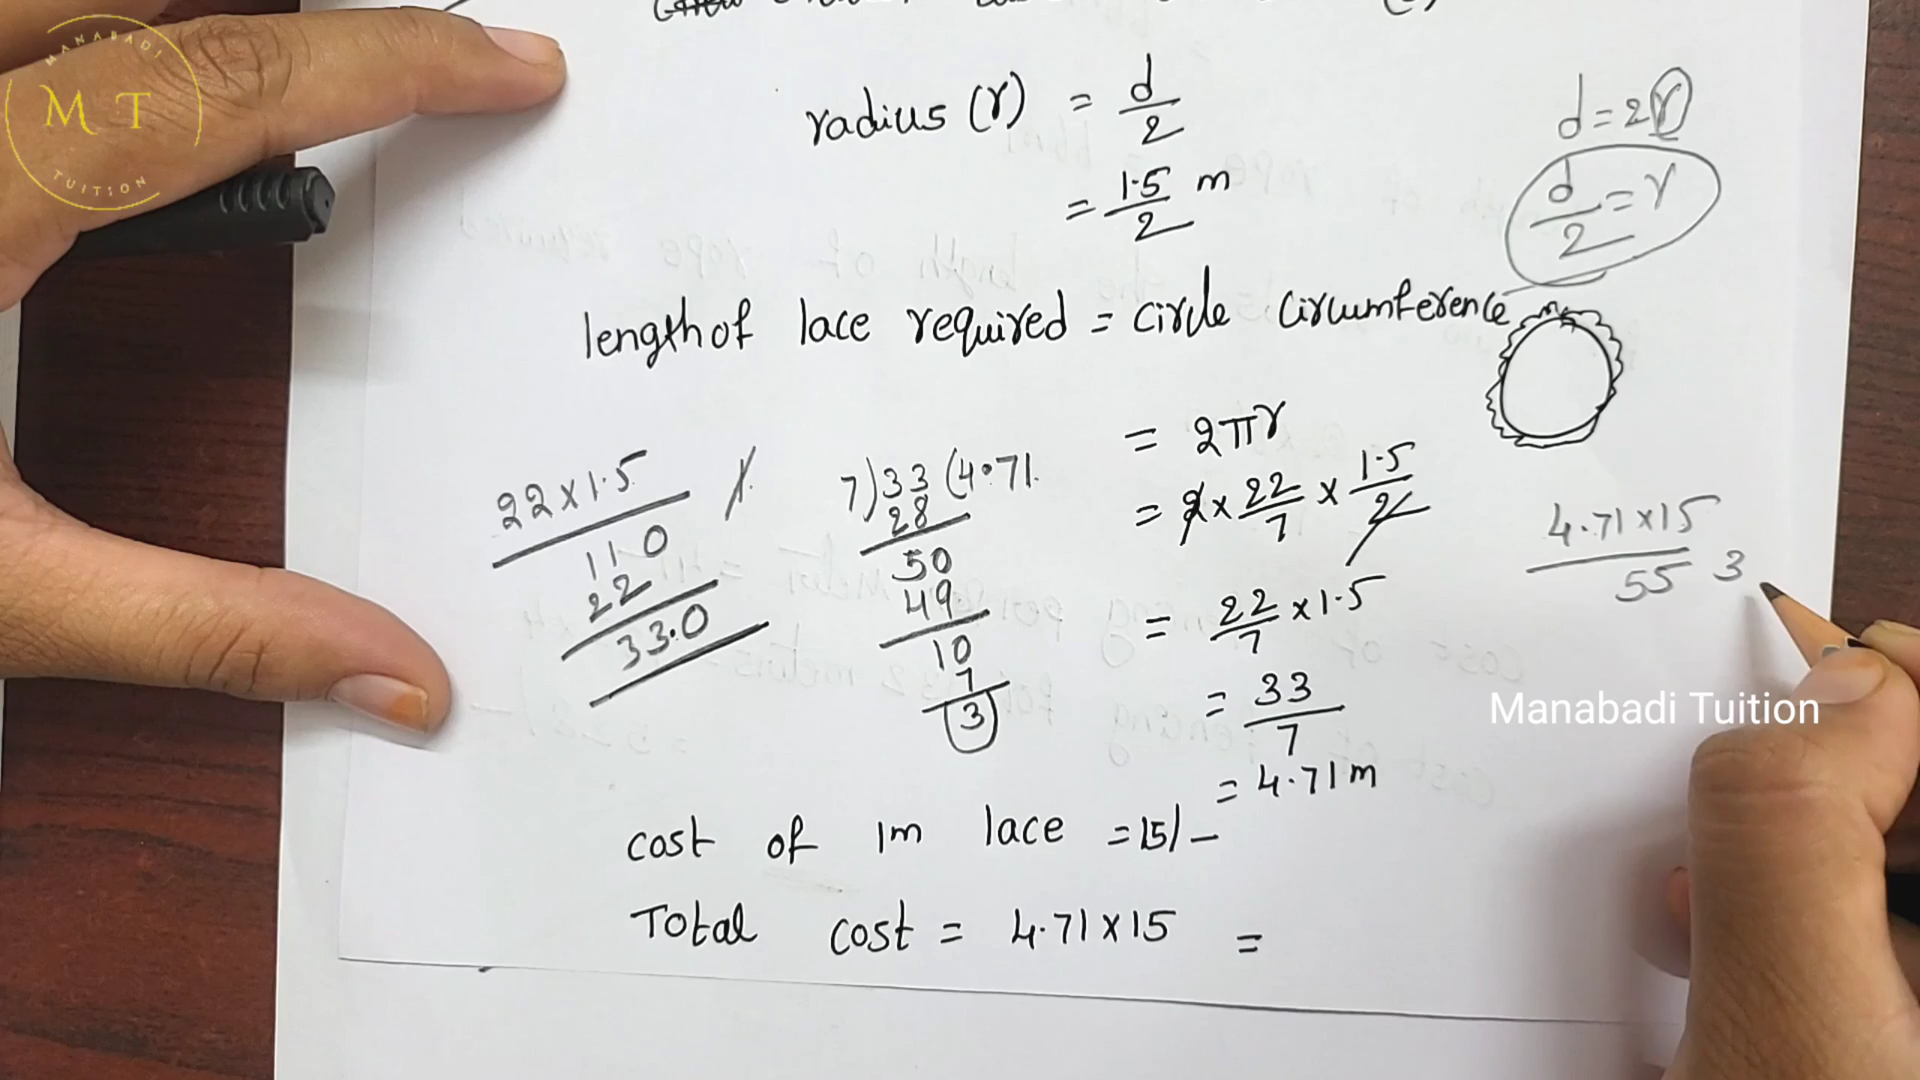 MANABADI
M T
TUITION
radius (r) = d/2
= 1.5/2 m
d = 2r
d/2 = r
length of lace required = circle circumference
= 2πr
= 2 × 22/7 × 1.5/2
= 22/7 × 1.5
= 33/7
= 4.71 m
22 × 1.5
110
22
33.0
7)33(4.71
28
50
49
10
7
3
4.71 × 15
55 3
Manabadi Tuition
cost of 1m lace = 15/-
Total cost = 4.71 × 15 =